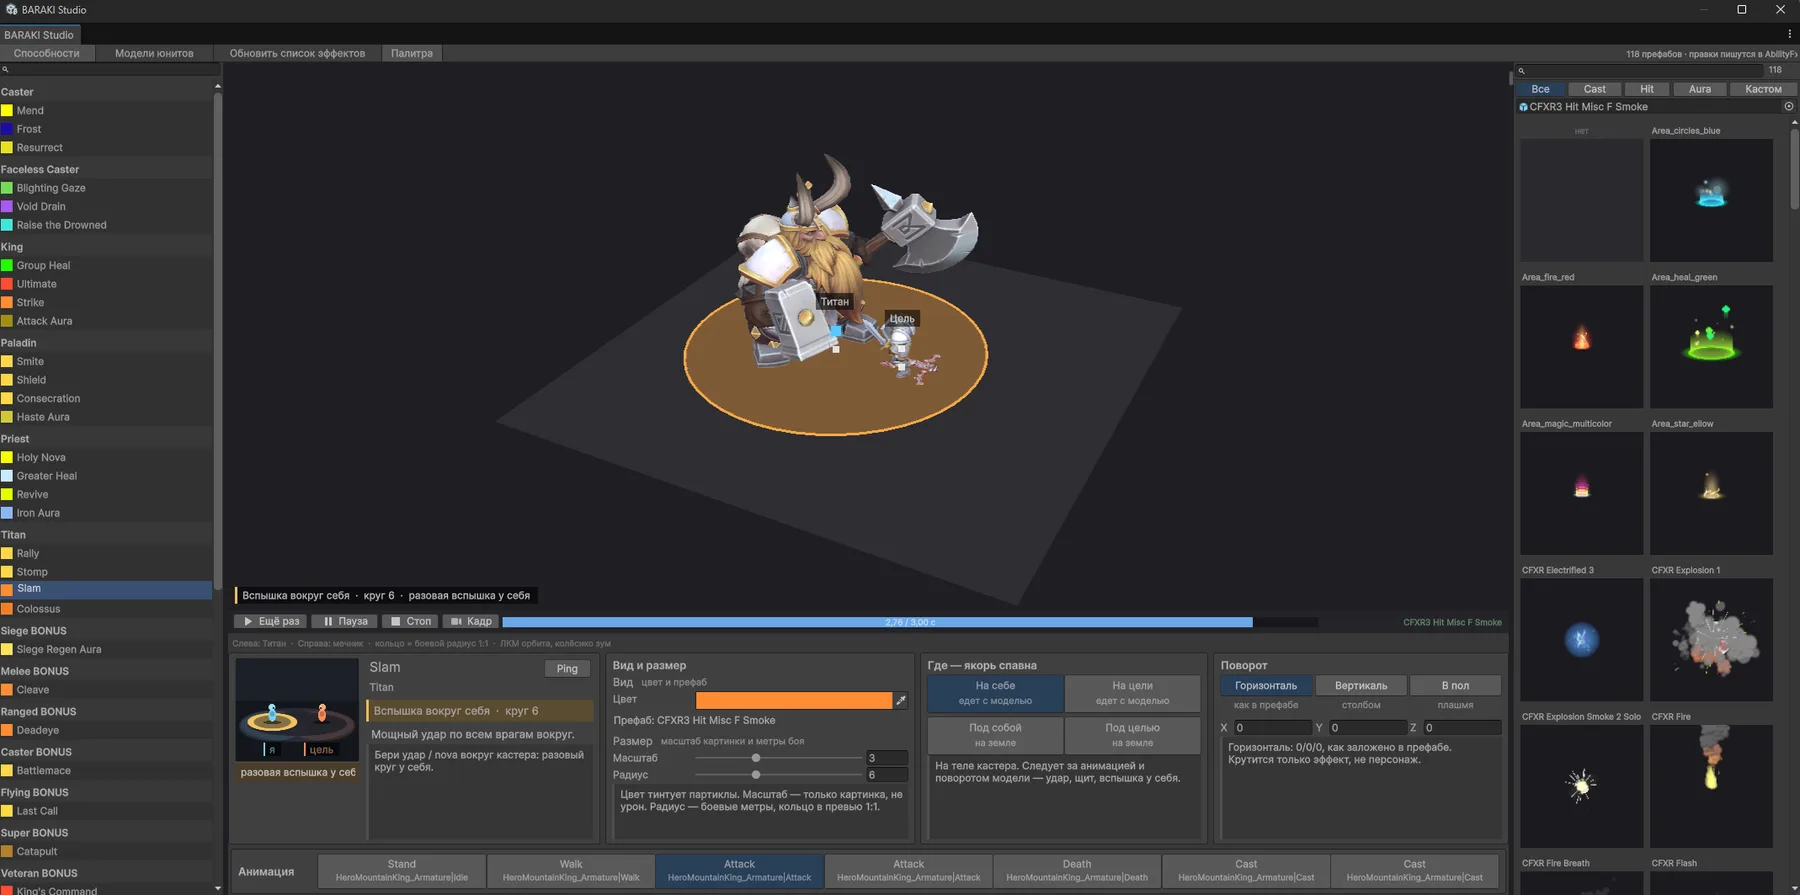 BARAKI Studio
BARAKI Studio
Способности
Модели юнитов
Обновить список эффектов
Палитра
118 префабов · правки пишутся в AbilityFx
118
Caster
Mend
Frost
Resurrect
Faceless Caster
Blighting Gaze
Void Drain
Raise the Drowned
King
Group Heal
Ultimate
Strike
Attack Aura
Paladin
Smite
Shield
Consecration
Haste Aura
Priest
Holy Nova
Greater Heal
Revive
Iron Aura
Titan
Rally
Stomp
Slam
Colossus
Siege BONUS
Siege Regen Aura
Melee BONUS
Cleave
Ranged BONUS
Deadeye
Caster BONUS
Battlemace
Flying BONUS
Last Call
Super BONUS
Catapult
Veteran BONUS
King's Command
Титан
Цель
Вспышка вокруг себя · круг 6 · разовая вспышка у себя
Ещё раз
Пауза
Стоп
Кадр
2,76 / 3,00 с
CFXR3 Hit Misc F Smoke
Слева: Титан · Справа: мечник · кольцо = боевой радиус 1:1 · ЛКМ орбита, колёсико зум
я
цель
разовая вспышка у себ
Slam
Ping
Titan
Вспышка вокруг себя · круг 6
Мощный удар по всем врагам вокруг.
Бери удар / nova вокруг кастера: разовый
круг у себя.
Вид и размер
Вид цвет и префаб
Цвет
Префаб: CFXR3 Hit Misc F Smoke
Размер масштаб картинки и метры боя
Масштаб 3
Радиус 6
Цвет тинтует партиклы. Масштаб — только картинка, не
урон. Радиус — боевые метры, кольцо в превью 1:1.
Где — якорь спавна
На себе
едет с моделью
На цели
едет с моделью
Под собой
на земле
Под целью
на земле
На теле кастера. Следует за анимацией и
поворотом модели — удар, щит, вспышка у себя.
Поворот
Горизонталь
Вертикаль
В пол
как в префабе
столбом
плашмя
X 0 Y 0 Z 0
Горизонталь: 0/0/0, как заложено в префабе.
Крутится только эффект, не персонаж.
Анимация
Stand
HeroMountainKing_Armature|Idle
Walk
HeroMountainKing_Armature|Walk
Attack
HeroMountainKing_Armature|Attack
Attack
HeroMountainKing_Armature|Attack
Death
HeroMountainKing_Armature|Death
Cast
HeroMountainKing_Armature|Cast
Cast
HeroMountainKing_Armature|Cast
Все
Cast
Hit
Aura
Кастом
CFXR3 Hit Misc F Smoke
нет
Area_circles_blue
Area_fire_red
Area_heal_green
Area_magic_multicolor
Area_star_ellow
CFXR Electrified 3
CFXR Explosion 1
CFXR Explosion Smoke 2 Solo
CFXR Fire
CFXR Fire Breath
CFXR Flash